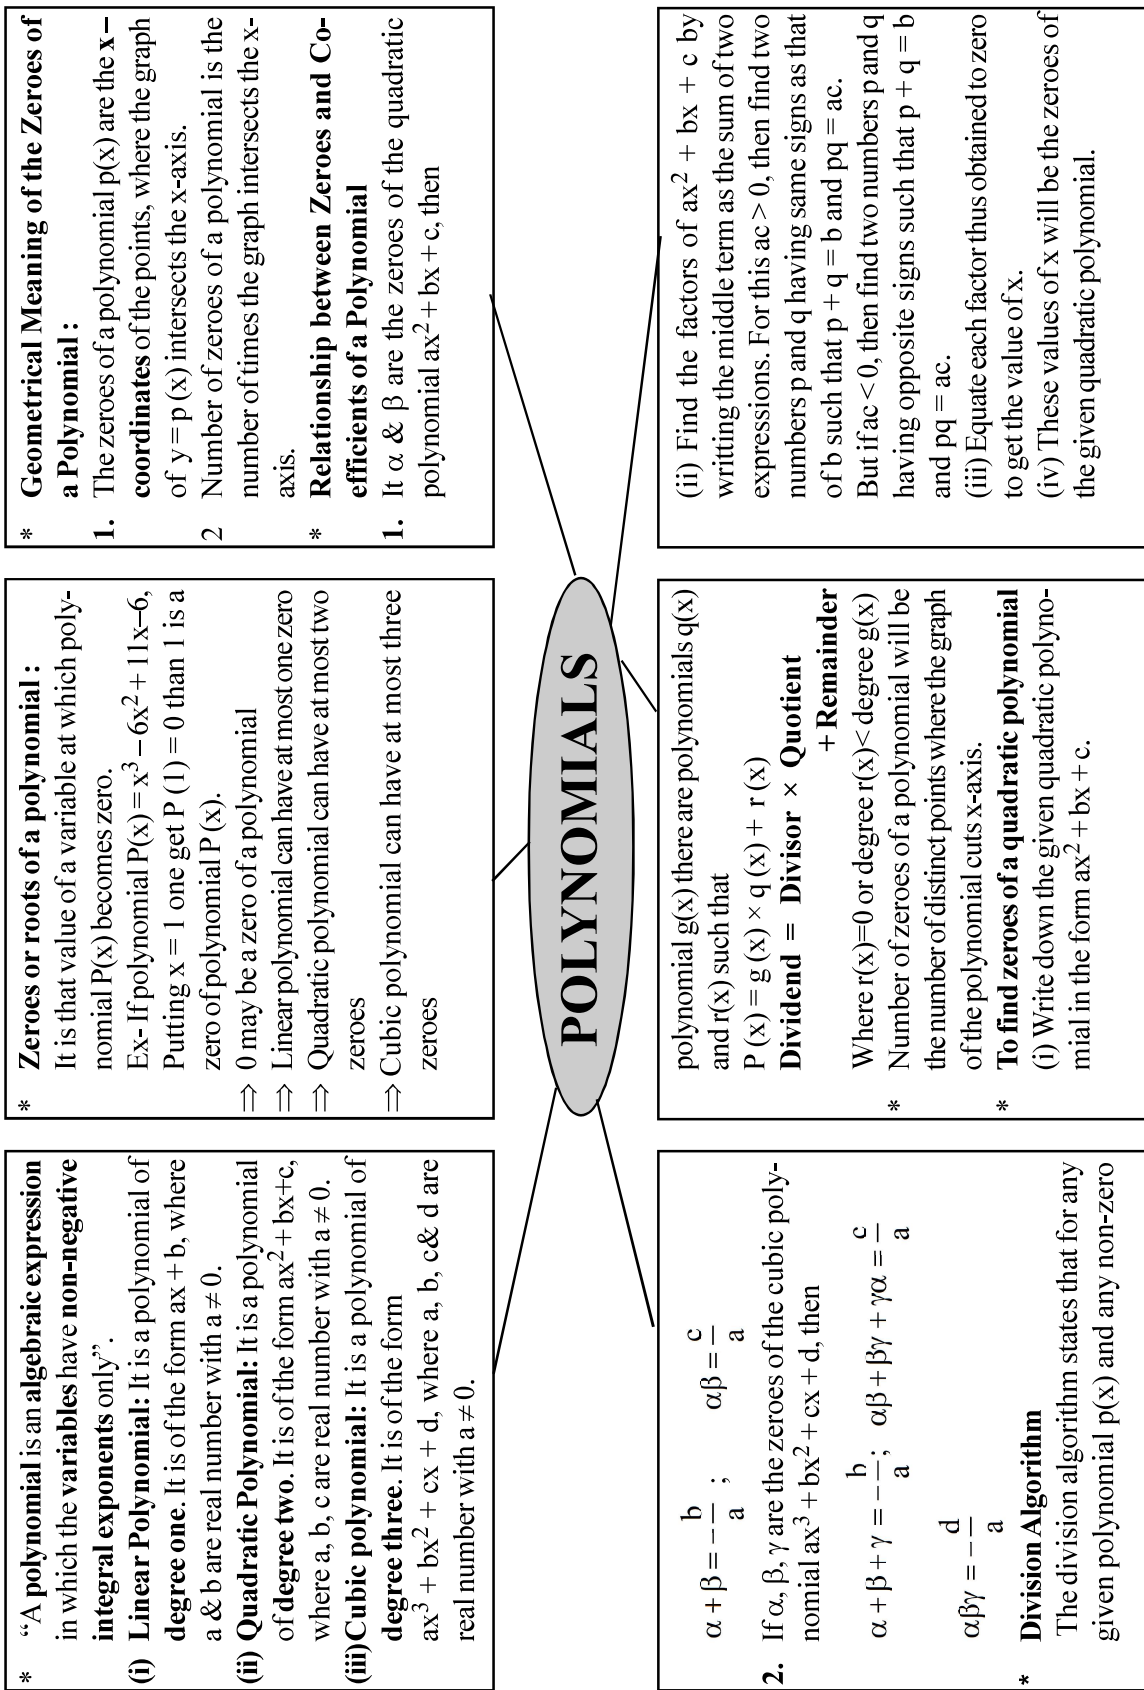 * “A polynomial is an algebraic expression
in which the variables have non-negative
integral exponents only”.
(i) Linear Polynomial: It is a polynomial of
degree one. It is of the form ax + b, where
a & b are real number with a ≠ 0.
(ii) Quadratic Polynomial: It is a polynomial
of degree two. It is of the form ax² + bx+c,
where a, b, c are real number with a ≠ 0.
(iii)Cubic polynomial: It is a polynomial of
degree three. It is of the form
ax³ + bx² + cx + d, where a, b, c& d are
real number with a ≠ 0.
* Zeroes or roots of a polynomial :
It is that value of a variable at which poly-
nomial P(x) becomes zero.
Ex- If polynomial P(x) = x³ – 6x² + 11x–6,
Putting x = 1 one get P (1) = 0 than 1 is a
zero of polynomial P (x).
⇒ 0 may be a zero of a polynomial
⇒ Linear polynomial can have at most one zero
⇒ Quadratic polynomial can have at most two
zeroes
⇒ Cubic polynomial can have at most three
zeroes
* Geometrical Meaning of the Zeroes of
a Polynomial :
1. The zeroes of a polynomial p(x) are the x–
coordinates of the points, where the graph
of y = p (x) intersects the x-axis.
2 Number of zeroes of a polynomial is the
number of times the graph intersects the x-
axis.
* Relationship between Zeroes and Co-
efficients of a Polynomial
1. It α & β are the zeroes of the quadratic
polynomial ax² + bx + c, then
POLYNOMIALS
α + β = -b/a ; αβ = c/a
2. If α, β, γ are the zeroes of the cubic poly-
nomial ax³ + bx² + cx + d, then
α + β + γ = -b/a ; αβ + βγ + γα = c/a
αβγ = -d/a
* Division Algorithm
The division algorithm states that for any
given polynomial p(x) and any non-zero
polynomial g(x) there are polynomials q(x)
and r(x) such that
P (x) = g (x) × q (x) + r (x)
Dividend = Divisor × Quotient
+ Remainder
Where r(x)=0 or degree r(x)< degree g(x)
* Number of zeroes of a polynomial will be
the number of distinct points where the graph
of the polynomial cuts x-axis.
* To find zeroes of a quadratic polynomial
(i) Write down the given quadratic polyno-
mial in the form ax² + bx + c.
(ii) Find the factors of ax² + bx + c by
writting the middle term as the sum of two
expressions. For this ac > 0, then find two
numbers p and q having same signs as that
of b such that p + q = b and pq = ac.
But if ac < 0, then find two numbers p and q
having opposite signs such that p + q = b
and pq = ac.
(iii) Equate each factor thus obtained to zero
to get the value of x.
(iv) These values of x will be the zeroes of
the given quadratic polynomial.